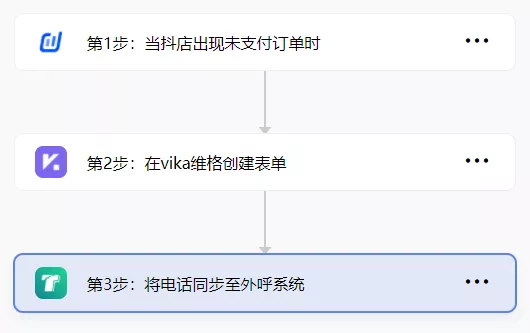 第1步：当抖店出现未支付订单时
第2步：在vika维格创建表单
第3步：将电话同步至外呼系统